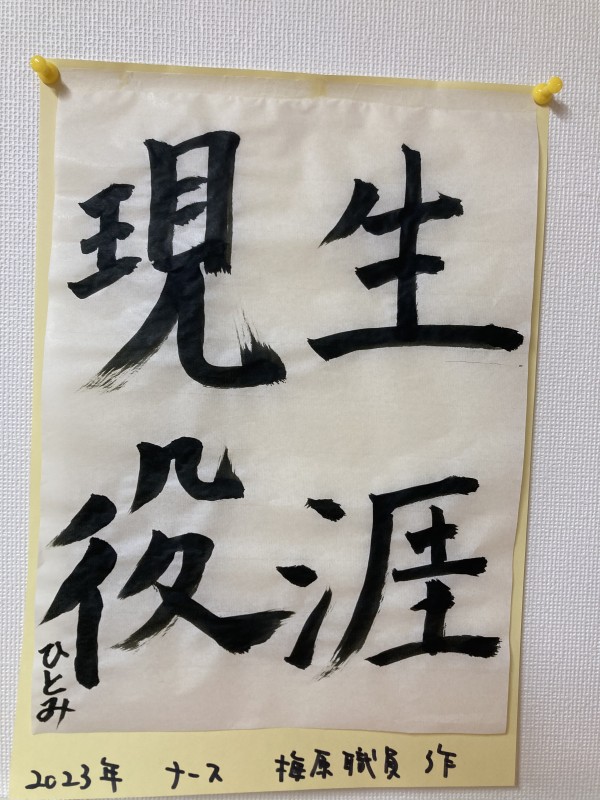 生涯
現役
ひとみ
2023年 ナース 梅原職員 作